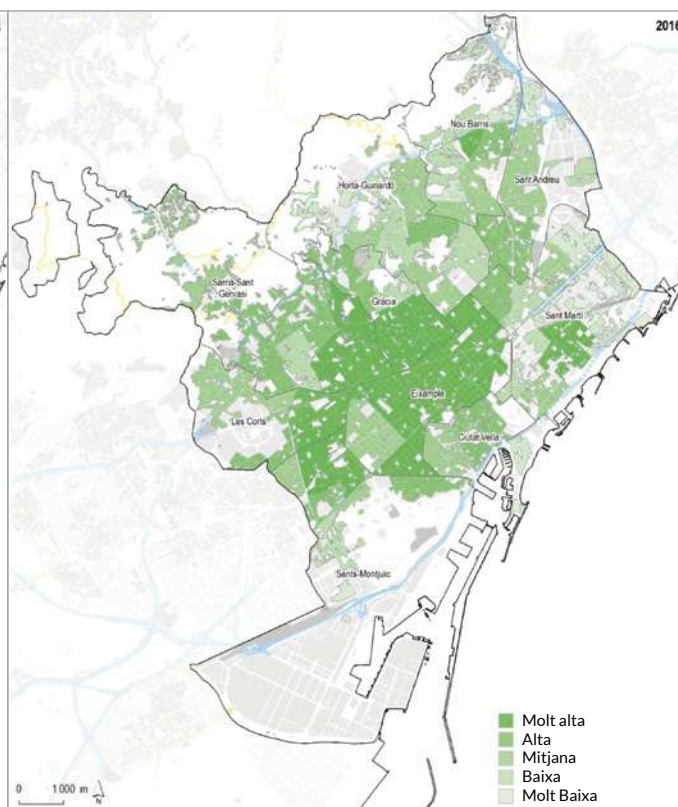 2016
Nou Barris
Sant Andreu
Horta-Guinardó
Sarrià-Sant
Gervasi
Gràcia
Sant Martí
Eixample
Les Corts
Ciutat Vella
Sants-Montjuïc
Molt alta
Alta
Mitjana
Baixa
Molt Baixa
0 1.000 m
N